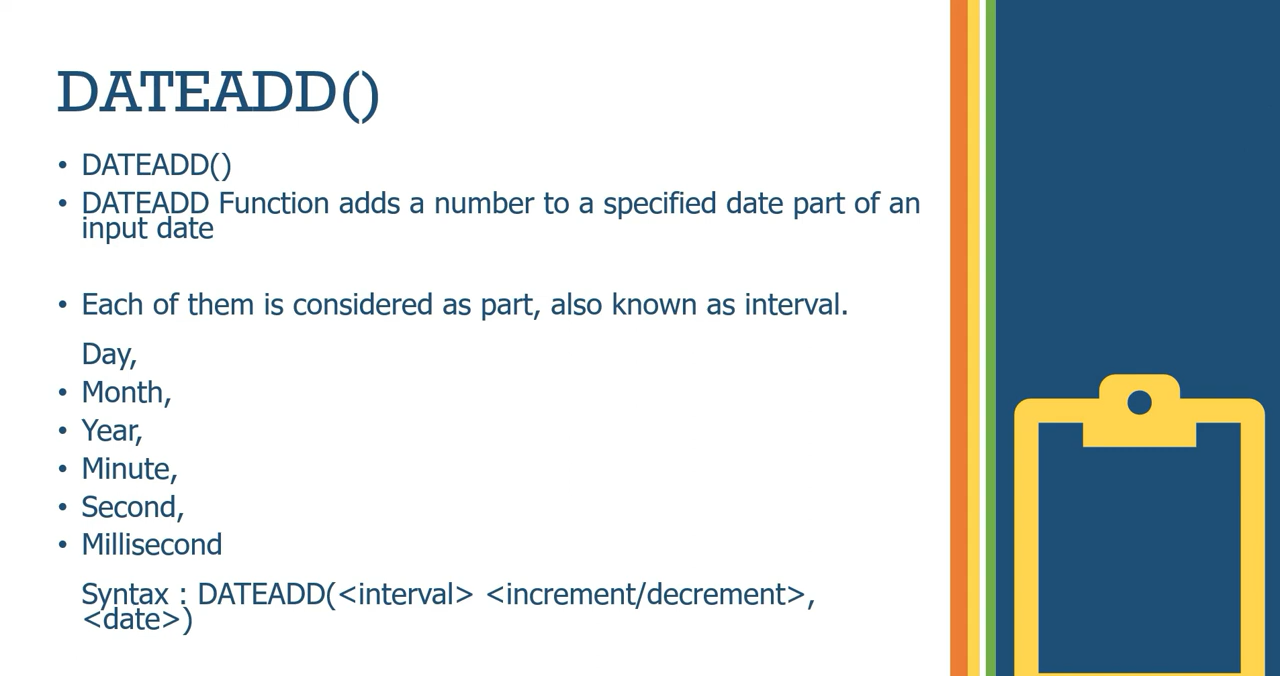 DATEADD()
• DATEADD()
• DATEADD Function adds a number to a specified date part of an
input date
• Each of them is considered as part, also known as interval.
Day,
• Month,
• Year,
• Minute,
• Second,
• Millisecond
Syntax : DATEADD(<interval> <increment/decrement>,
<date>)